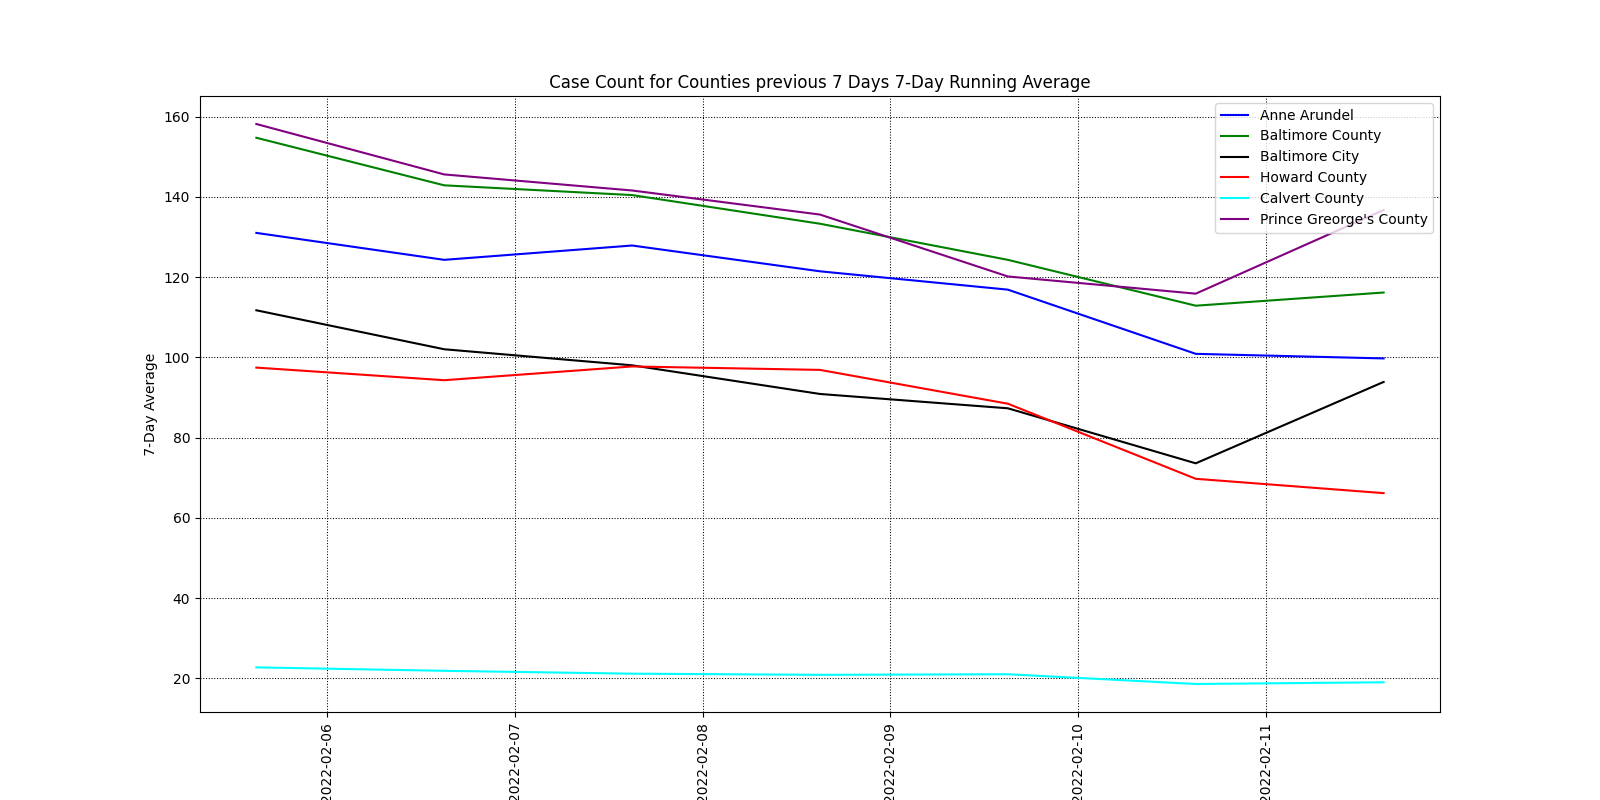 Case Count for Counties previous 7 Days 7-Day Running Average
Anne Arundel
Baltimore County
Baltimore City
Howard County
Calvert County
Prince Greorge's County
7-Day Average
160
140
120
100
80
60
40
20
2022-02-06
2022-02-07
2022-02-08
2022-02-09
2022-02-10
2022-02-11